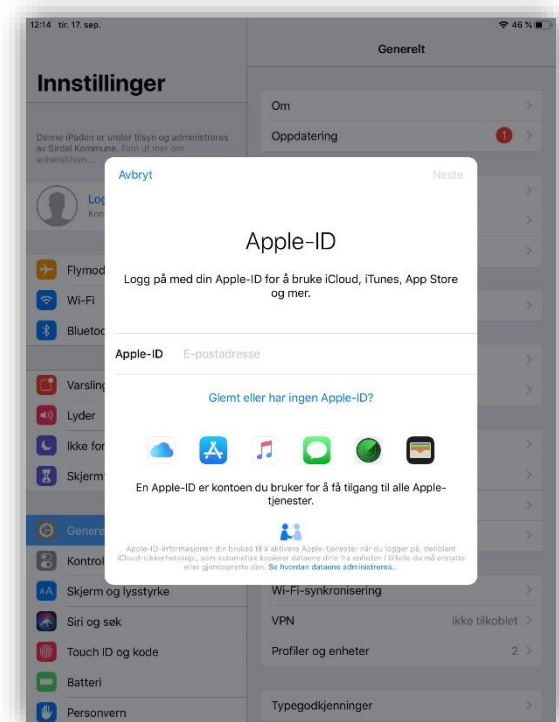 12:14 tir. 17. sep.
46 %
Innstillinger
Generelt
Denne iPaden er under tilsyn og administreres
av Sirdal Kommune. Finn ut mer om
enhetstilsyn...
Om
Oppdatering 1
Avbryt
Neste
Apple-ID
Logg på med din Apple-ID for å bruke iCloud, iTunes, App Store
og mer.
Apple-ID E-postadresse
Glemt eller har ingen Apple-ID?
En Apple-ID er kontoen du bruker for å få tilgang til alle Apple-
tjenester.
Apple-ID-informasjonen din brukes til å aktivere Apple-tjenester når du logger på, deriblant
iCloud-sikkerhetskopi, som automatisk kopierer dataene dine fra enheten i tilfelle du må erstatte
eller gjenopprette den. Se hvordan dataene administreres...
Log
Kon
Flymod
Wi-Fi
Bluetoo
Varsling
Lyder
Ikke for
Skjermt
Genere
Kontrol
Skjerm og lysstyrke
Siri og søk
Touch ID og kode
Batteri
Personvern
Wi-Fi-synkronisering
VPN Ikke tilkoblet
Profiler og enheter 2
Typegodkjenninger